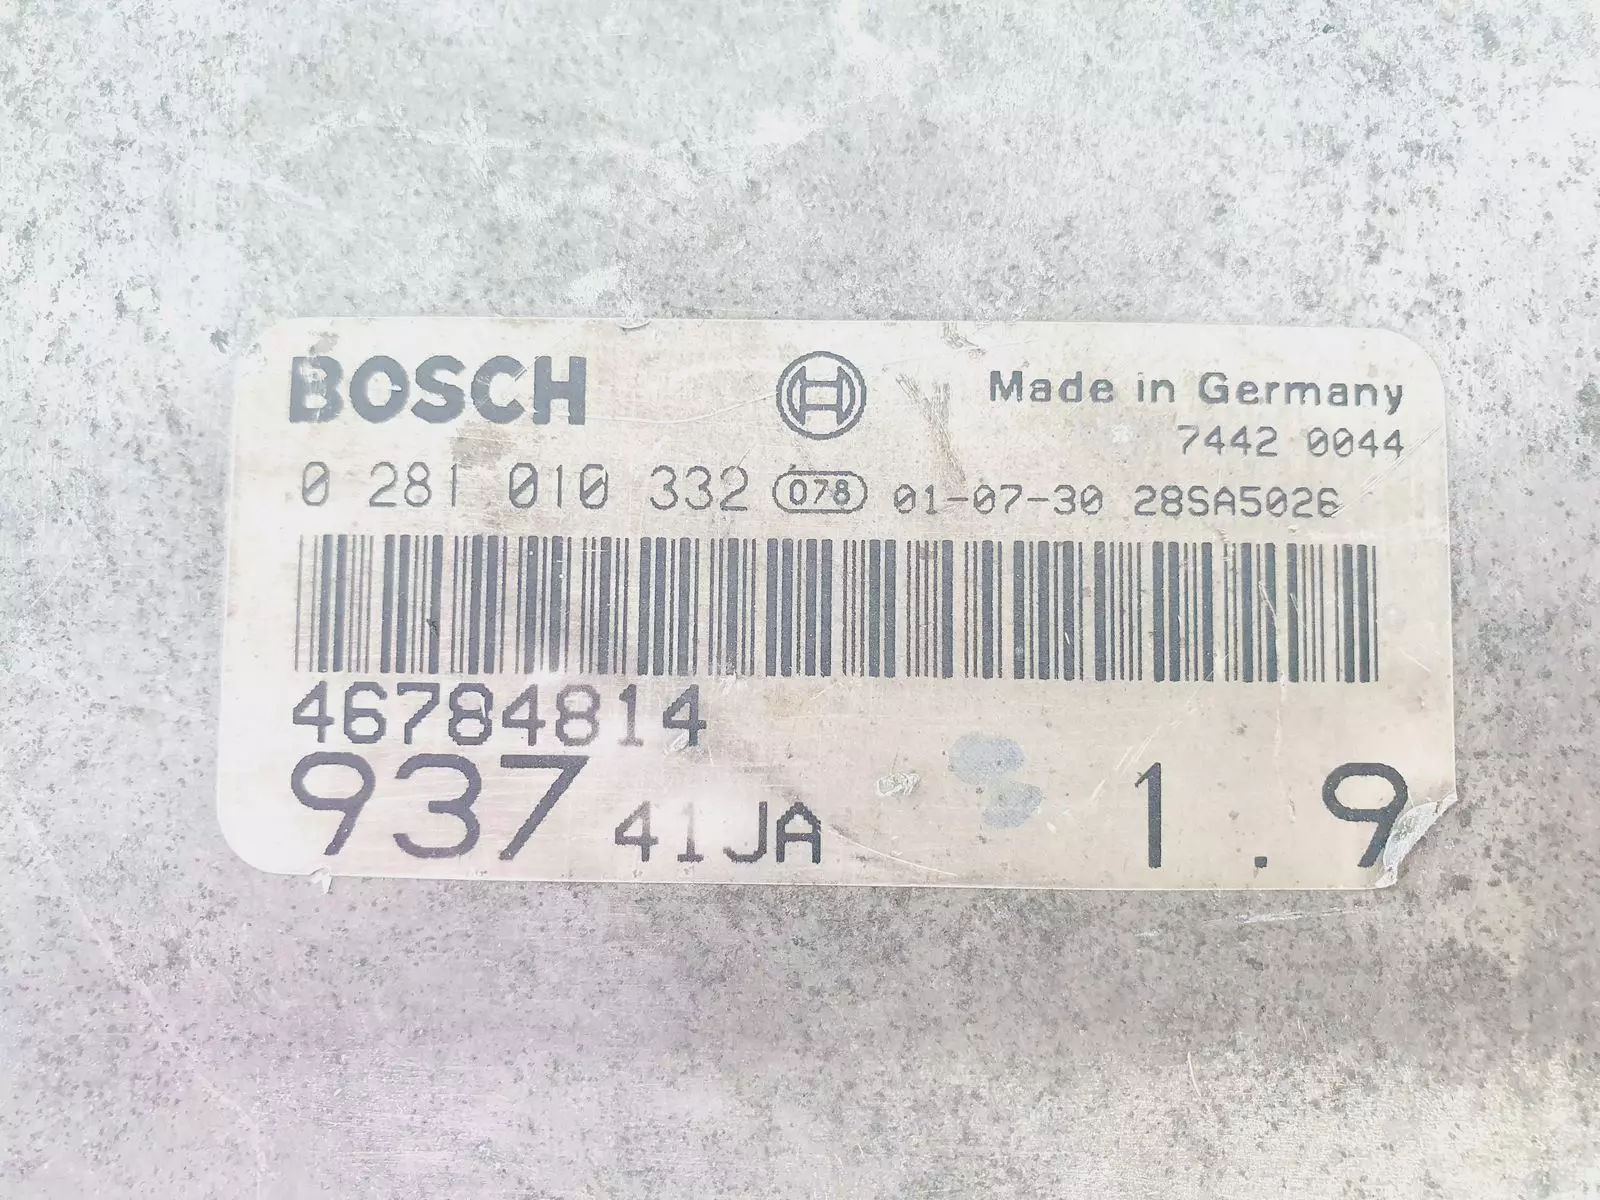 BOSCH
Made in Germany
7442 0044
0 281 010 332 078 01-07-30 28SA5026
46784814
937 41JA 1.9